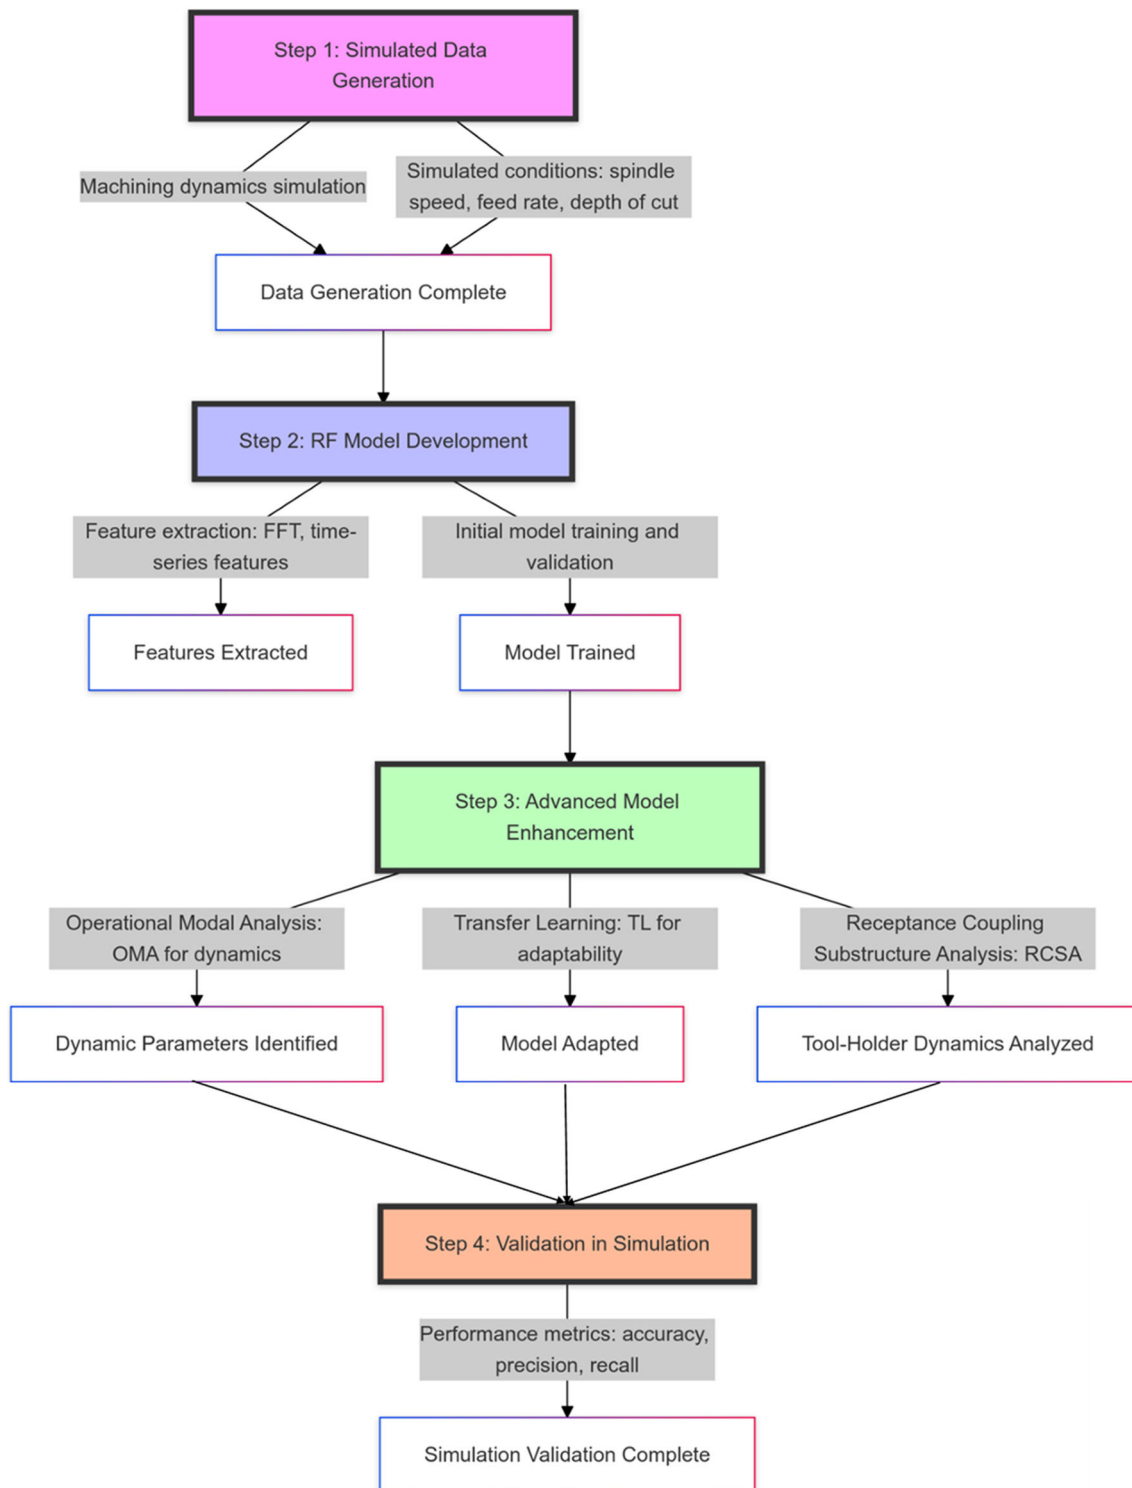 Step 1: Simulated Data
Generation
Machining dynamics simulation
Simulated conditions: spindle
speed, feed rate, depth of cut
Data Generation Complete
Step 2: RF Model Development
Feature extraction: FFT, time-
series features
Initial model training and
validation
Features Extracted
Model Trained
Step 3: Advanced Model
Enhancement
Operational Modal Analysis:
OMA for dynamics
Transfer Learning: TL for
adaptability
Receptance Coupling
Substructure Analysis: RCSA
Dynamic Parameters Identified
Model Adapted
Tool-Holder Dynamics Analyzed
Step 4: Validation in Simulation
Performance metrics: accuracy,
precision, recall
Simulation Validation Complete